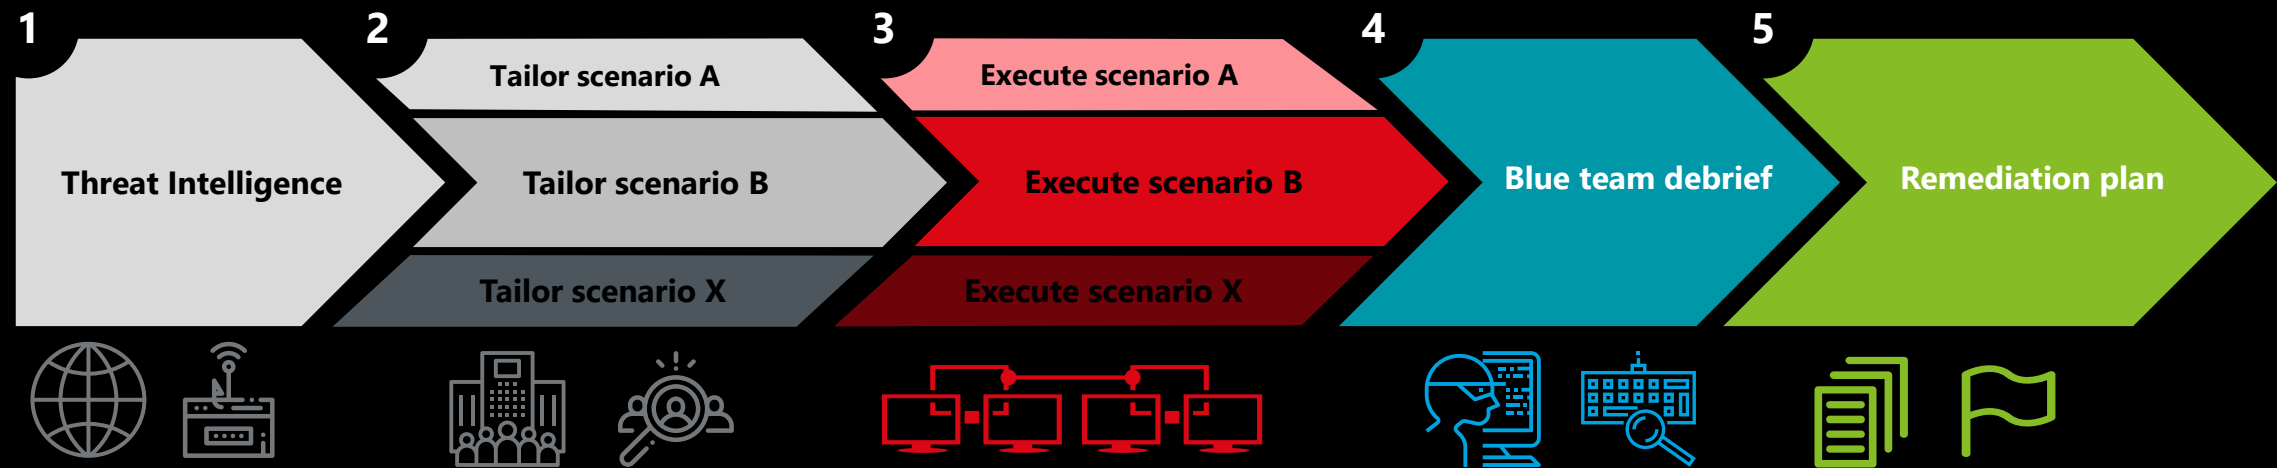 1
Threat Intelligence
2
Tailor scenario A
Tailor scenario B
Tailor scenario X
3
Execute scenario A
Execute scenario B
Execute scenario X
4
Blue team debrief
5
Remediation plan